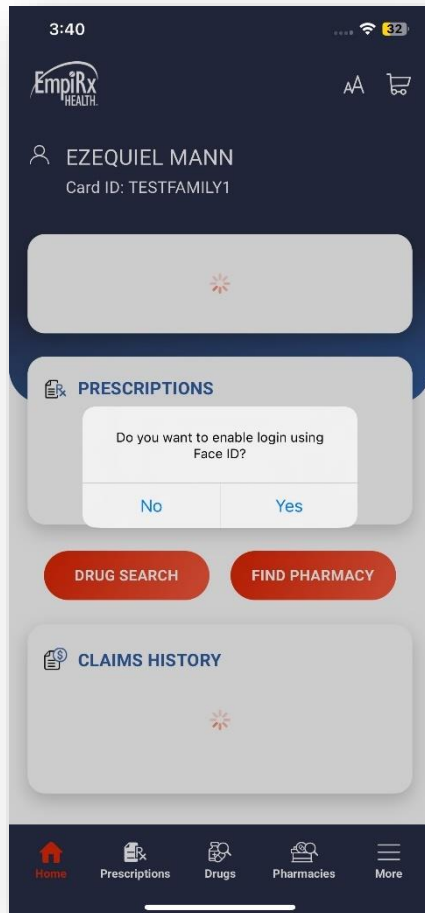 3:40
32
EmpiRx
HEALTH.
AA
EZEQUIEL MANN
Card ID: TESTFAMILY1
PRESCRIPTIONS
Do you want to enable login using
Face ID?
No Yes
DRUG SEARCH FIND PHARMACY
CLAIMS HISTORY
Home Prescriptions Drugs Pharmacies More